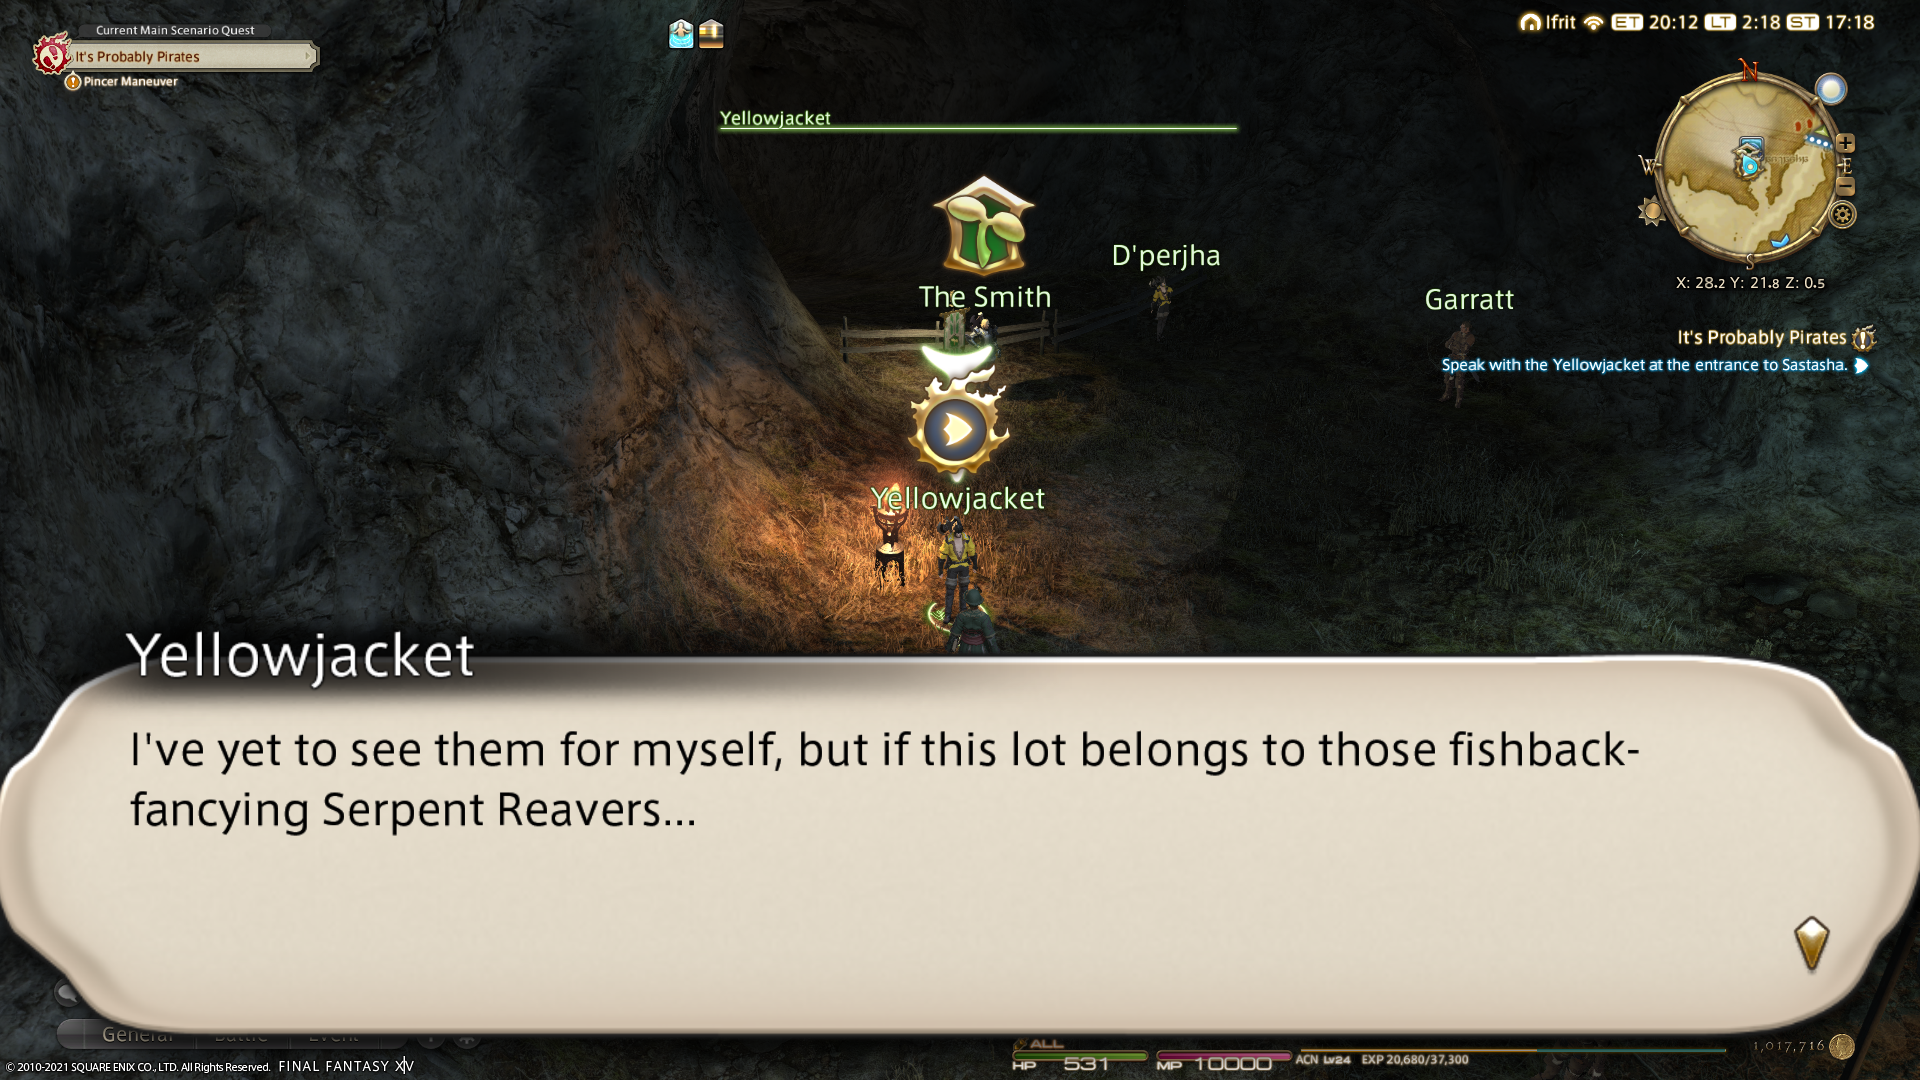 Current Main Scenario Quest
It's Probably Pirates
Pincer Maneuver
Ifrit ET 20:12 LT 2:18 ST 17:18
N
W
E
S
X: 28.2 Y: 21.8 Z: 0.5
It's Probably Pirates
Speak with the Yellowjacket at the entrance to Sastasha.
Yellowjacket
D'perjha
The Smith
Garratt
Yellowjacket
Yellowjacket
I've yet to see them for myself, but if this lot belongs to those fishback-
fancying Serpent Reavers...
General Battle Event
ALL
HP 531 MP 10000 ACN Lv24 EXP 20,680/37,300
1,017,716
© 2010-2021 SQUARE ENIX CO., LTD. All Rights Reserved. FINAL FANTASY XIV